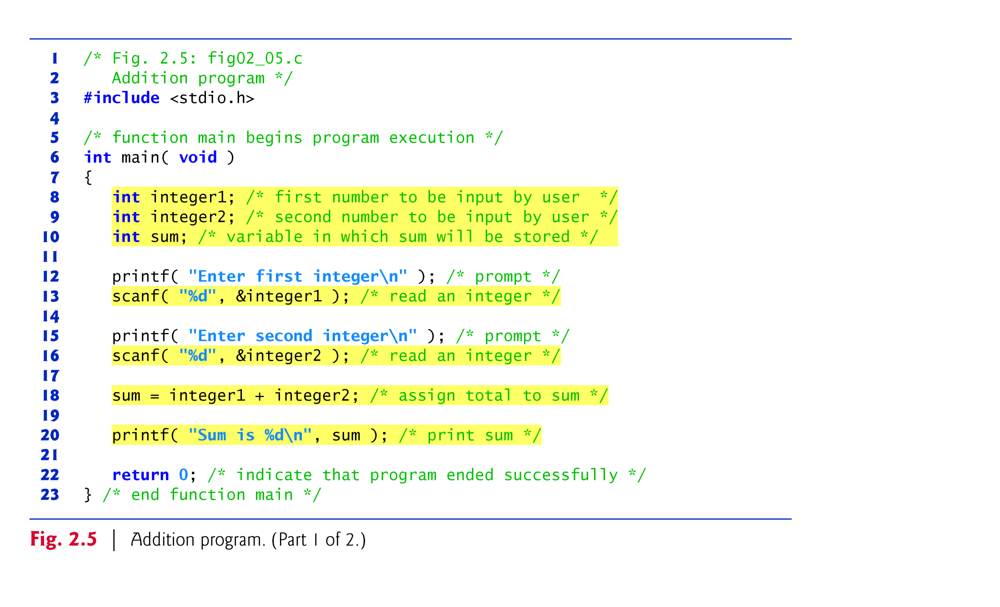 1 /* Fig. 2.5: fig02_05.c
2    Addition program */
3 #include <stdio.h>
4
5 /* function main begins program execution */
6 int main( void )
7 {
8    int integer1; /* first number to be input by user  */
9    int integer2; /* second number to be input by user */
10    int sum; /* variable in which sum will be stored */
11
12    printf( "Enter first integer\n" ); /* prompt */
13    scanf( "%d", &integer1 ); /* read an integer */
14
15    printf( "Enter second integer\n" ); /* prompt */
16    scanf( "%d", &integer2 ); /* read an integer */
17
18    sum = integer1 + integer2; /* assign total to sum */
19
20    printf( "Sum is %d\n", sum ); /* print sum */
21
22    return 0; /* indicate that program ended successfully */
23 } /* end function main */
Fig. 2.5 | Addition program. (Part 1 of 2.)